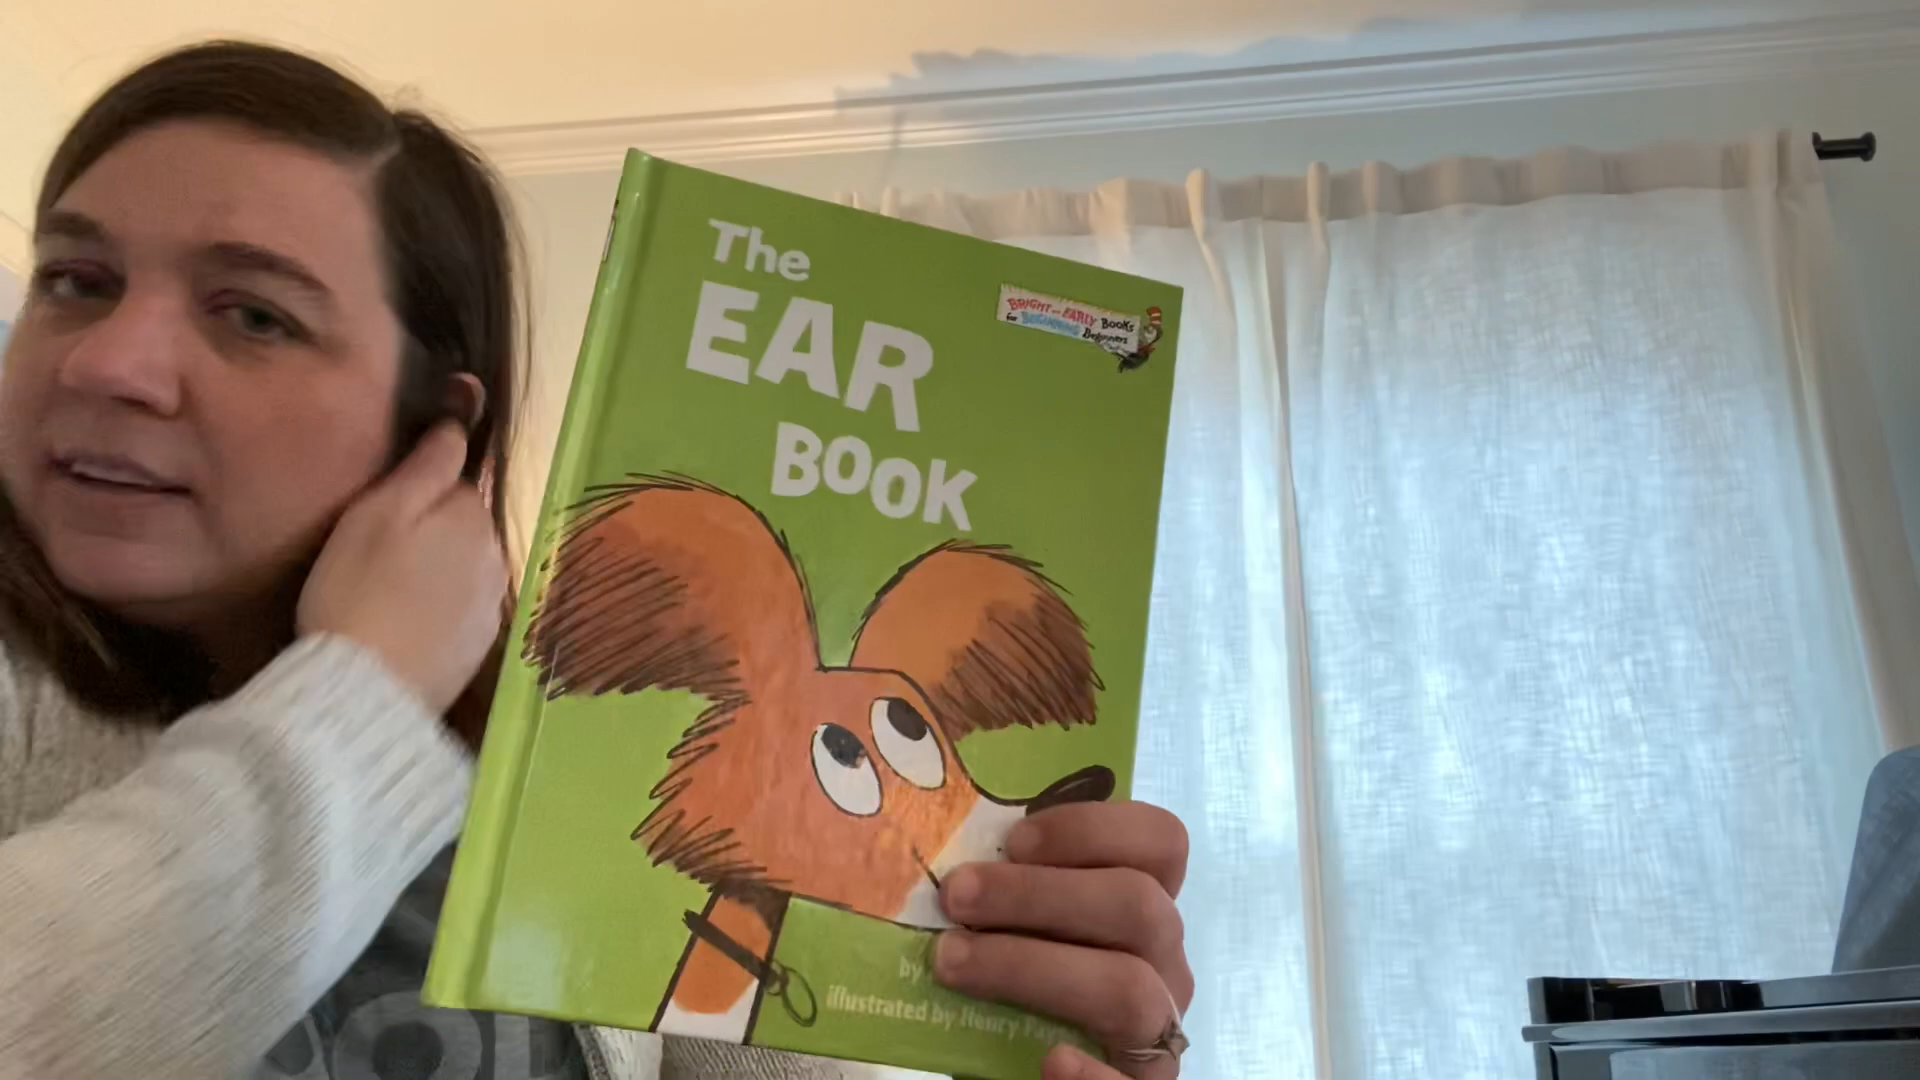 The
EAR
BOOK
BRIGHT and EARLY BOOKS
for BEGINNING Beginners
by
illustrated by Henry